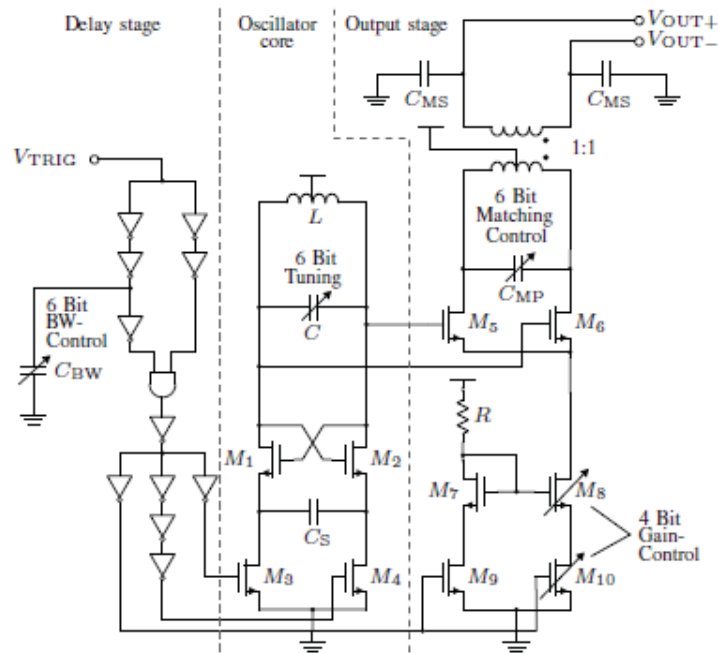 Delay stage
Oscillator
core
Output stage
VOUT+
VOUT−
CMS
CMS
1:1
VTRIG
L
6 Bit
Matching
Control
6 Bit
Tuning
CMP
C
6 Bit
BW-
Control
CBW
M5
M6
R
M1
M2
M7
M8
CS
4 Bit
Gain-
Control
M3
M4
M9
M10